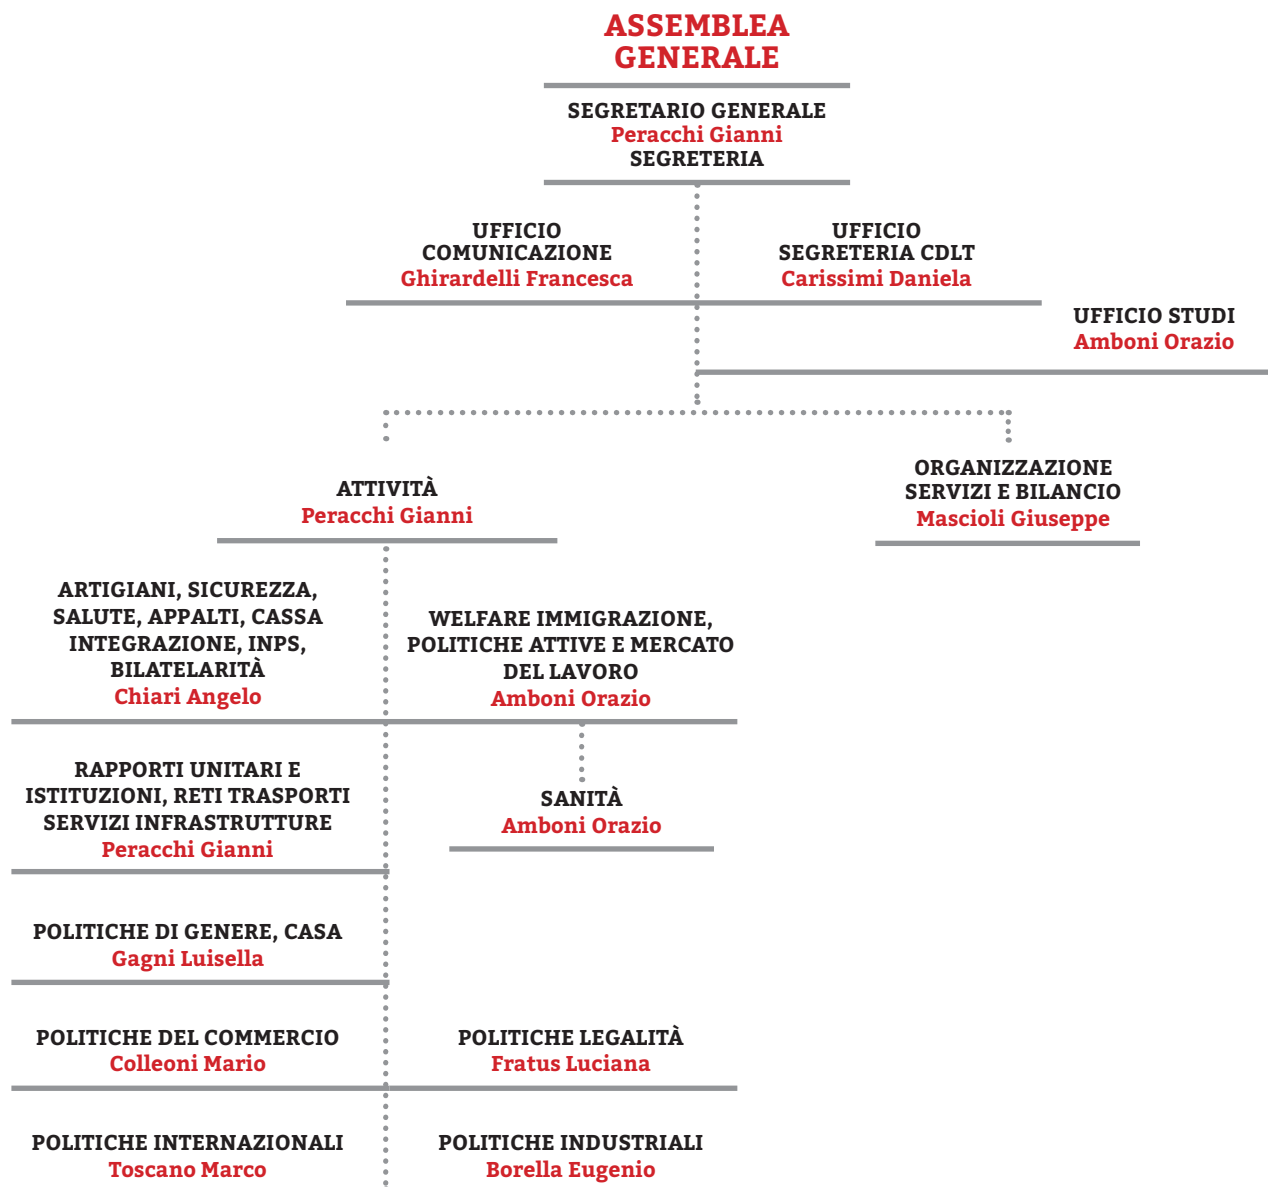 ASSEMBLEA
GENERALE
SEGRETARIO GENERALE
Peracchi Gianni
SEGRETERIA
UFFICIO
COMUNICAZIONE
Ghirardelli Francesca
UFFICIO
SEGRETERIA CDLT
Carissimi Daniela
UFFICIO STUDI
Amboni Orazio
ATTIVITÀ
Peracchi Gianni
ORGANIZZAZIONE
SERVIZI E BILANCIO
Mascioli Giuseppe
ARTIGIANI, SICUREZZA,
SALUTE, APPALTI, CASSA
INTEGRAZIONE, INPS,
BILATELARITÀ
Chiari Angelo
WELFARE IMMIGRAZIONE,
POLITICHE ATTIVE E MERCATO
DEL LAVORO
Amboni Orazio
RAPPORTI UNITARI E
ISTITUZIONI, RETI TRASPORTI
SERVIZI INFRASTRUTTURE
Peracchi Gianni
SANITÀ
Amboni Orazio
POLITICHE DI GENERE, CASA
Gagni Luisella
POLITICHE DEL COMMERCIO
Colleoni Mario
POLITICHE LEGALITÀ
Fratus Luciana
POLITICHE INTERNAZIONALI
Toscano Marco
POLITICHE INDUSTRIALI
Borella Eugenio